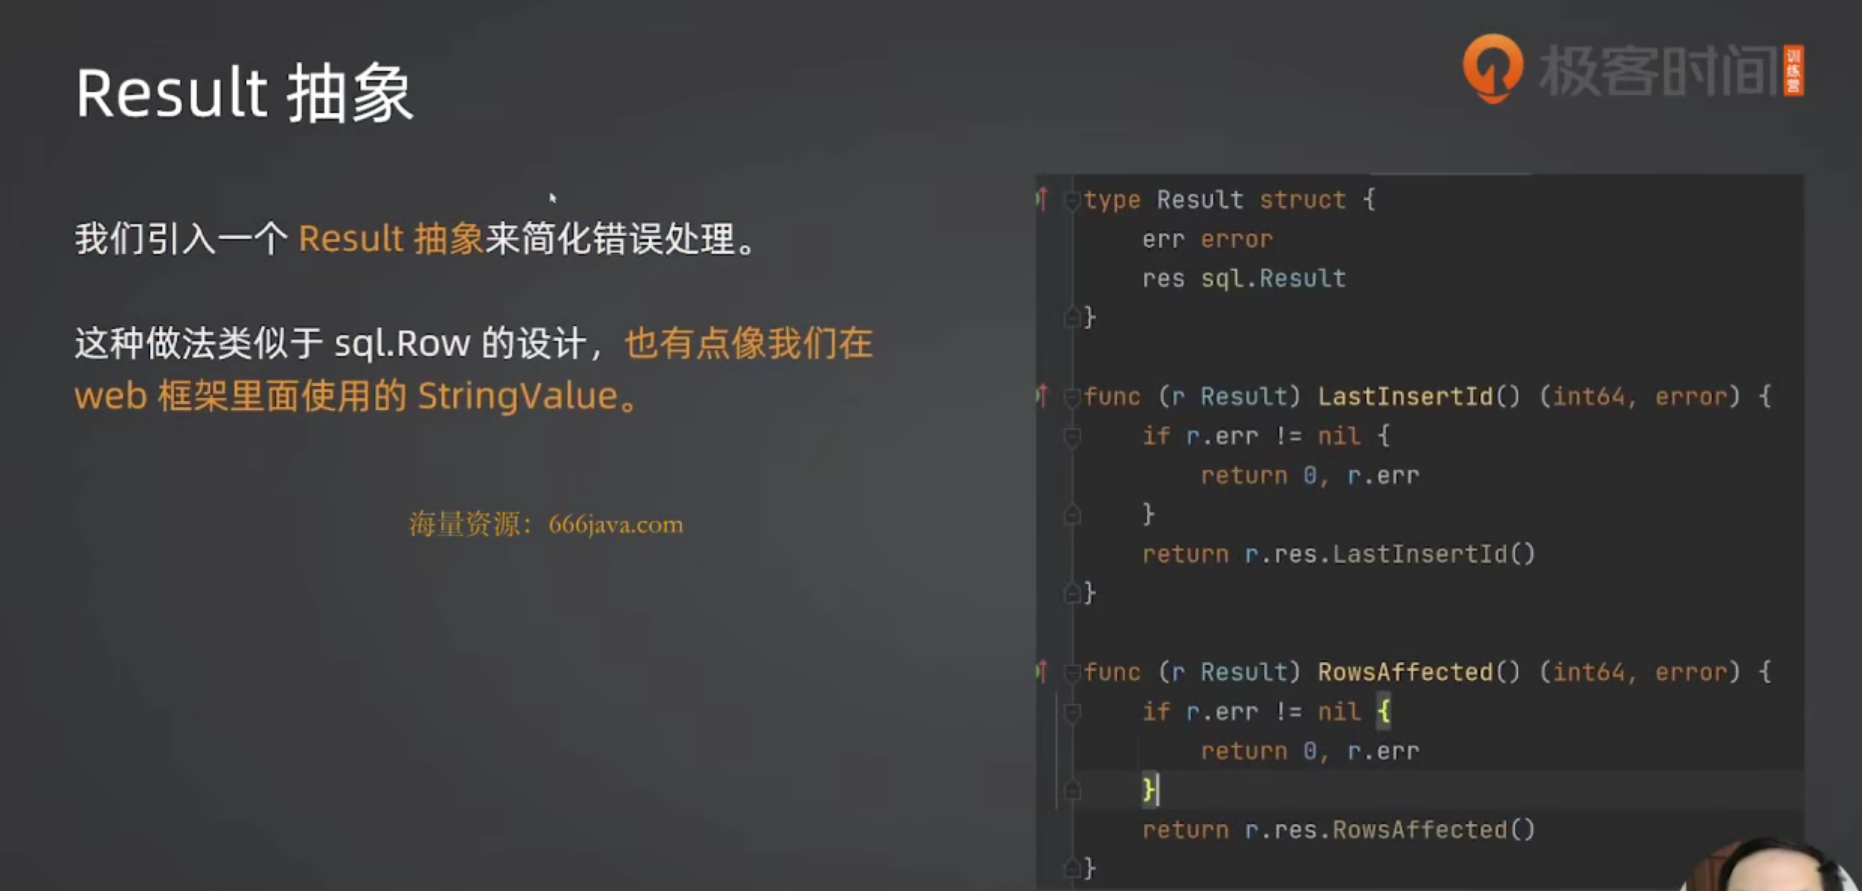 Result 抽象
极客时间
训练营
我们引入一个 Result 抽象来简化错误处理。
这种做法类似于 sql.Row 的设计，也有点像我们在
web 框架里面使用的 StringValue。
海量资源：666java.com
type Result struct {
err error
res sql.Result
}
func (r Result) LastInsertId() (int64, error) {
if r.err != nil {
return 0, r.err
}
return r.res.LastInsertId()
}
func (r Result) RowsAffected() (int64, error) {
if r.err != nil {
return 0, r.err
}
return r.res.RowsAffected()
}